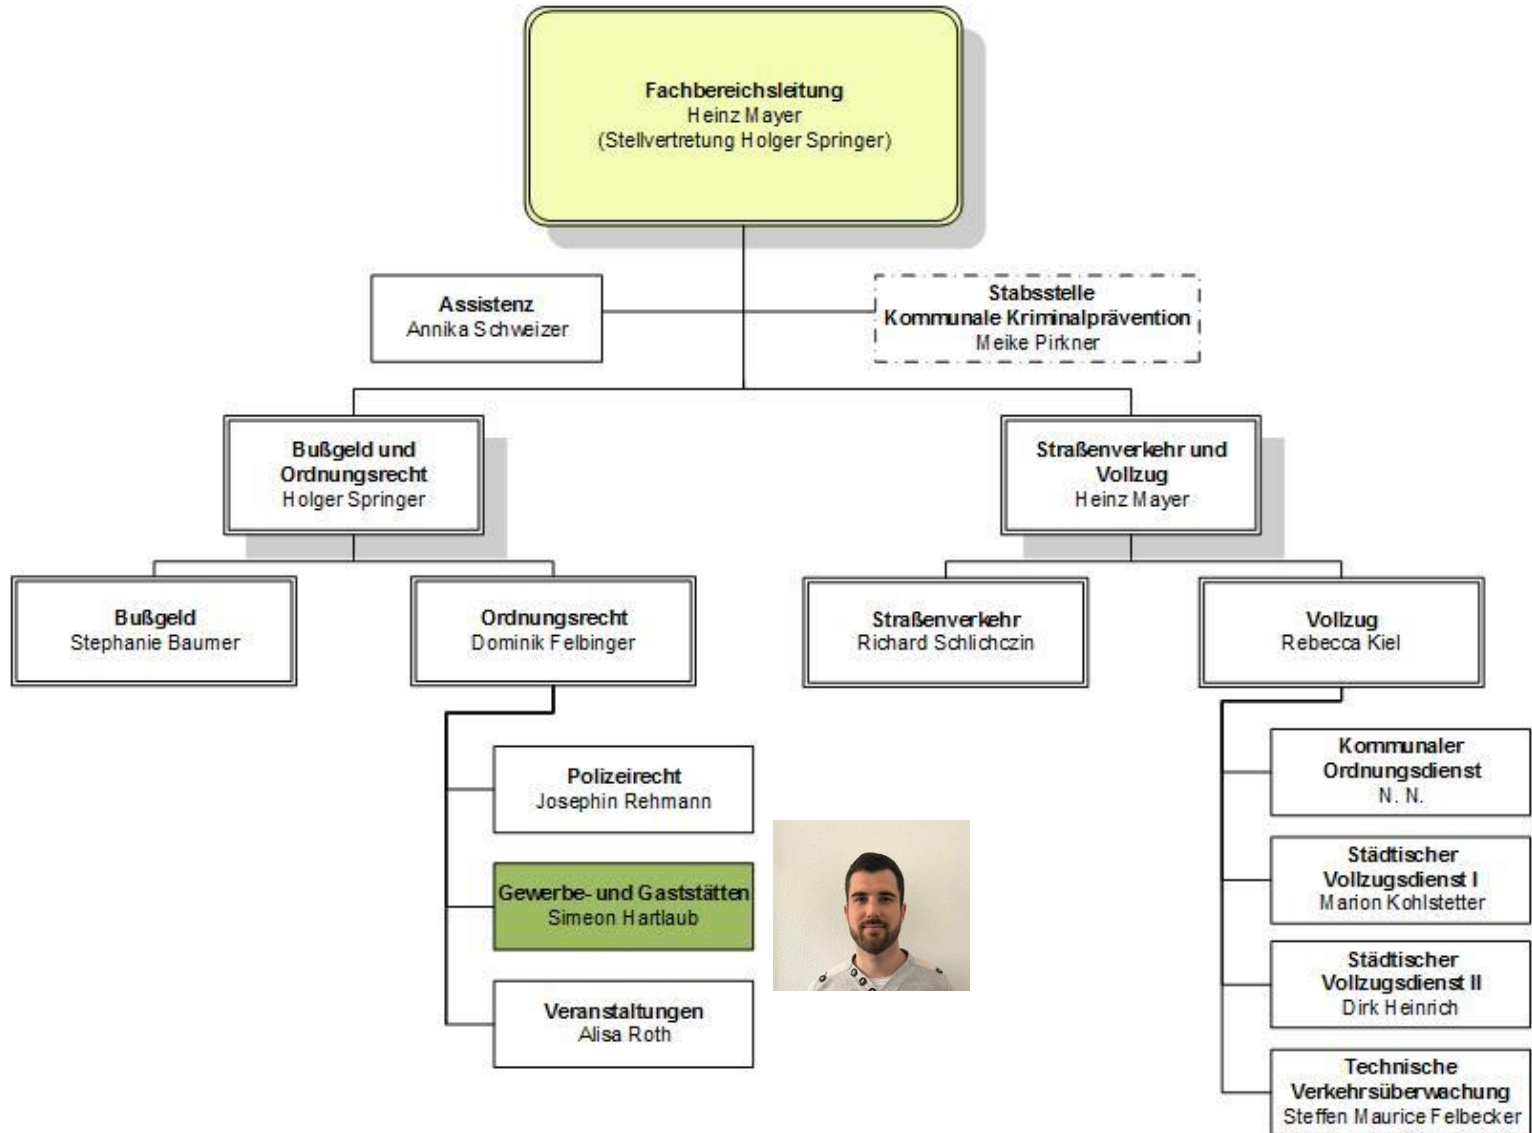 Fachbereichsleitung
Heinz Mayer
(Stellvertretung Holger Springer)
Assistenz
Annika Schweizer
Stabsstelle
Kommunale Kriminalprävention
Meike Pirkner
Bußgeld und
Ordnungsrecht
Holger Springer
Straßenverkehr und
Vollzug
Heinz Mayer
Bußgeld
Stephanie Baumer
Ordnungsrecht
Dominik Felbinger
Straßenverkehr
Richard Schlichczin
Vollzug
Rebecca Kiel
Polizeirecht
Josephin Rehmann
Gewerbe- und Gaststätten
Simeon Hartlaub
Veranstaltungen
Alisa Roth
Kommunaler
Ordnungsdienst
N. N.
Städtischer
Vollzugsdienst I
Marion Kohlstetter
Städtischer
Vollzugsdienst II
Dirk Heinrich
Technische
Verkehrsüberwachung
Steffen Maurice Felbecker